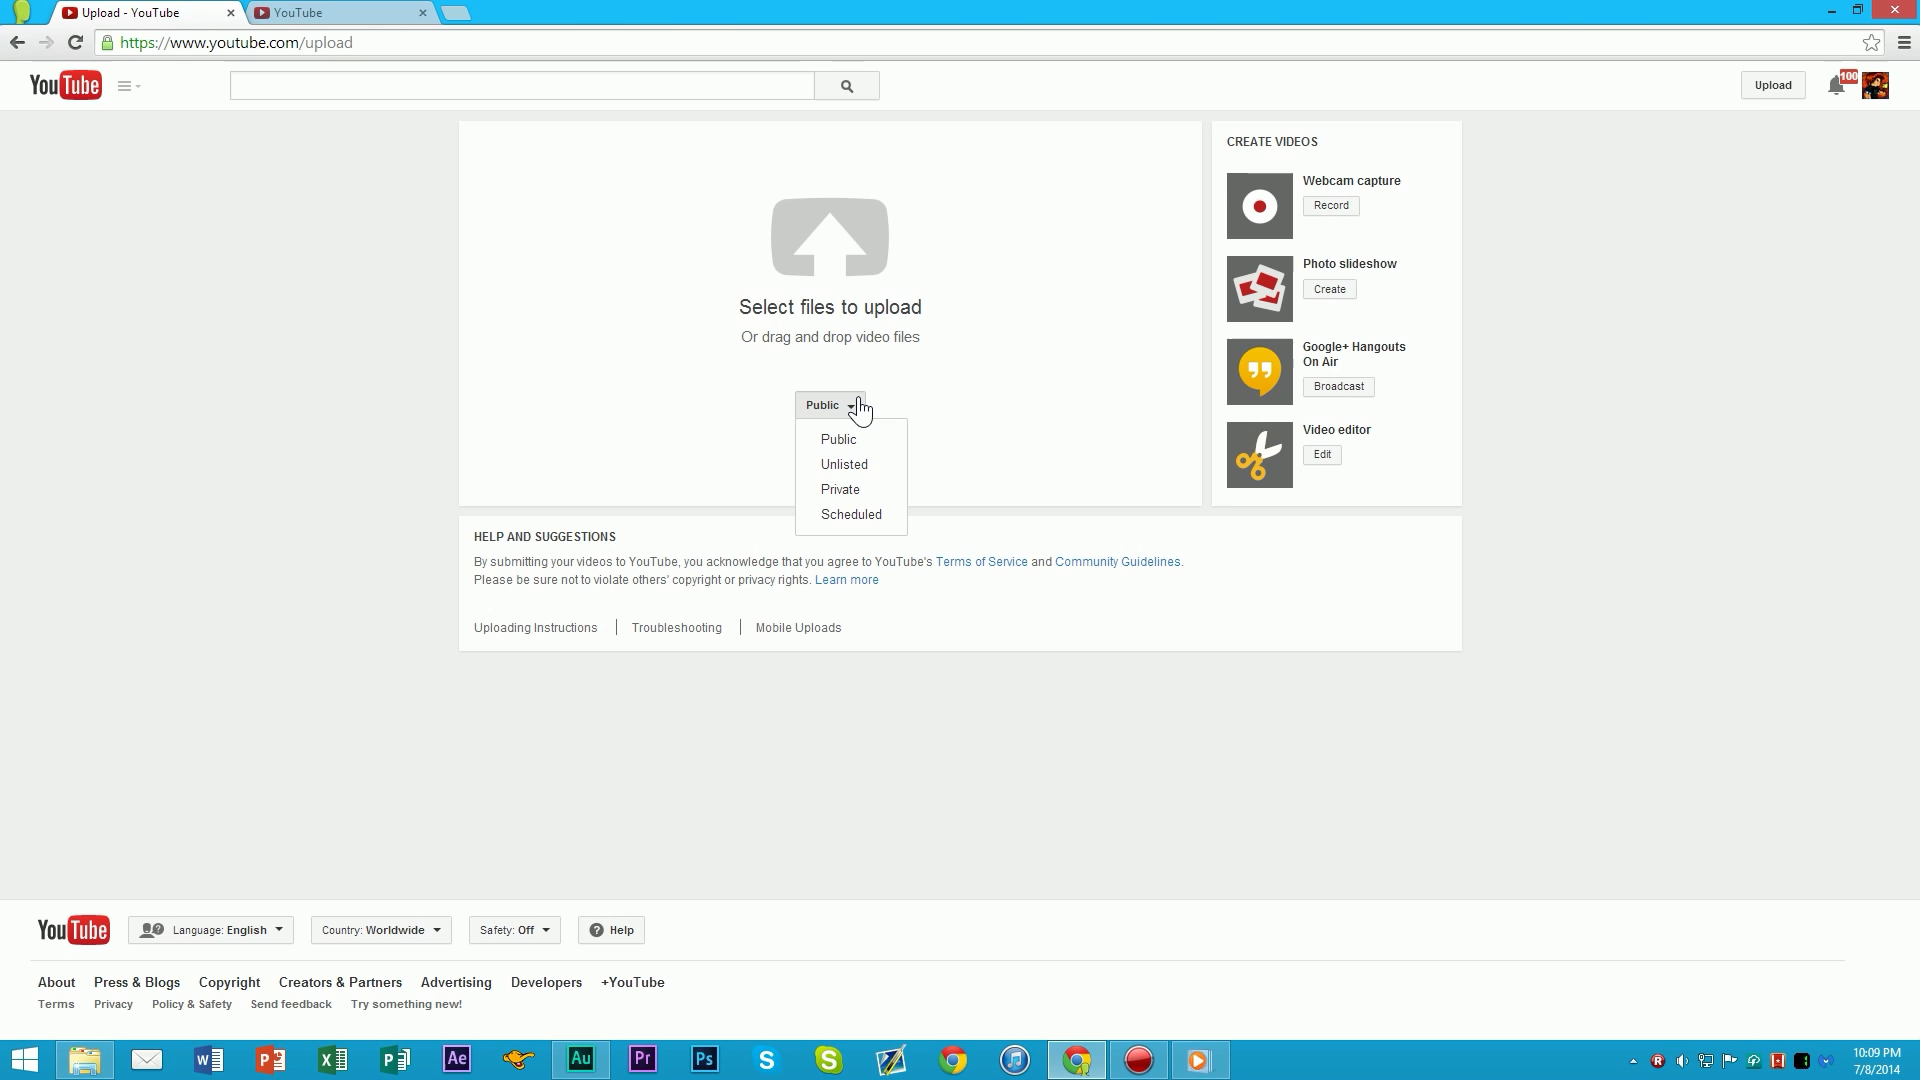 Upload - YouTube
YouTube
https://www.youtube.com/upload
YouTube
Upload
100
Select files to upload
Or drag and drop video files
Public
Public
Unlisted
Private
Scheduled
CREATE VIDEOS
Webcam capture
Record
Photo slideshow
Create
Google+ Hangouts
On Air
Broadcast
Video editor
Edit
HELP AND SUGGESTIONS
By submitting your videos to YouTube, you acknowledge that you agree to YouTube's Terms of Service and Community Guidelines.
Please be sure not to violate others' copyright or privacy rights. Learn more
Uploading Instructions Troubleshooting Mobile Uploads
YouTube
Language: English
Country: Worldwide
Safety: Off
Help
About Press & Blogs Copyright Creators & Partners Advertising Developers +YouTube
Terms Privacy Policy & Safety Send feedback Try something new!
Ae
Au
Pr
Ps
10:09 PM
7/8/2014